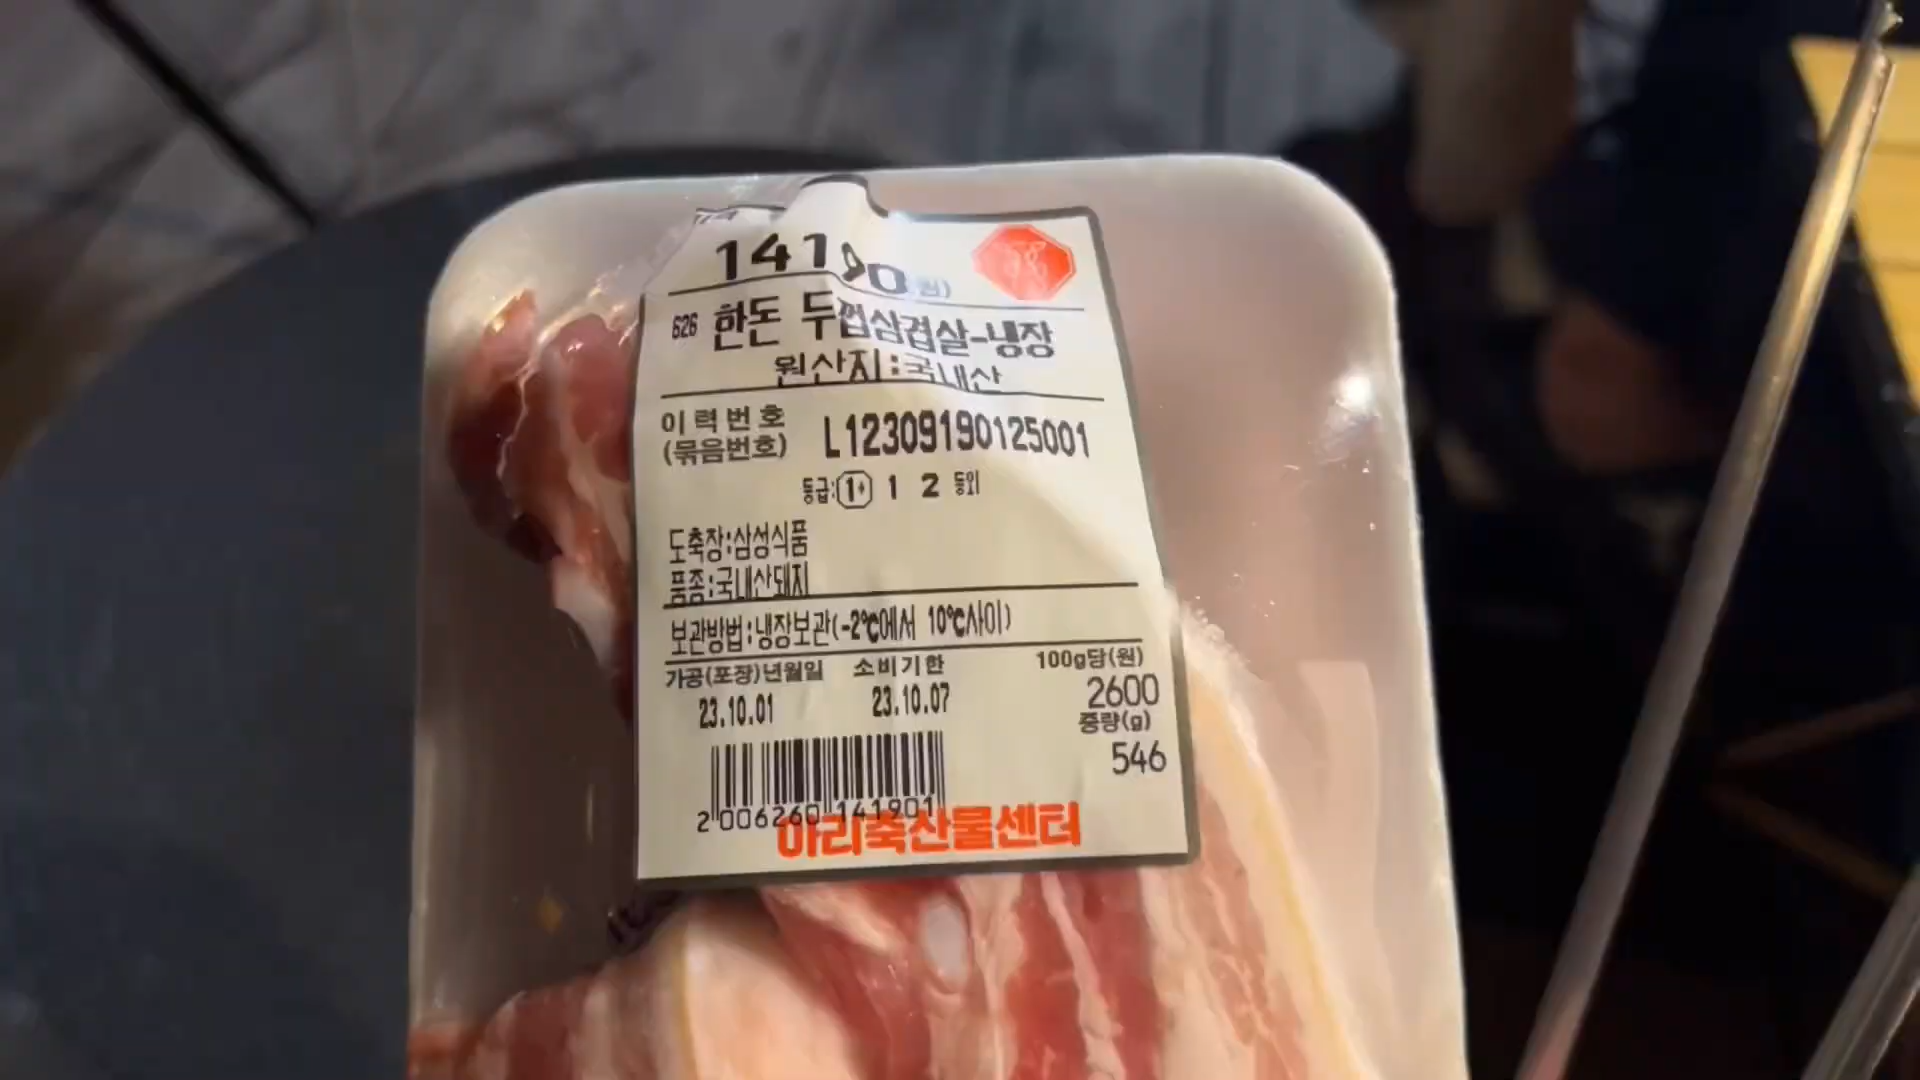 14190(원)
626 한돈 두껍삼겹살-냉장
원산지:국내산
이력번호 L12309190125001
(묶음번호)
등급: 1+ 1 2 등외
도축장:삼성식품
품종:국내산돼지
보관방법:냉장보관(-2℃에서 10℃사이)
가공(포장)년월일 소비기한 100g당(원)
23.10.01 23.10.07 2600
중량(g)
546
2 006260 141901
아리축산물센터